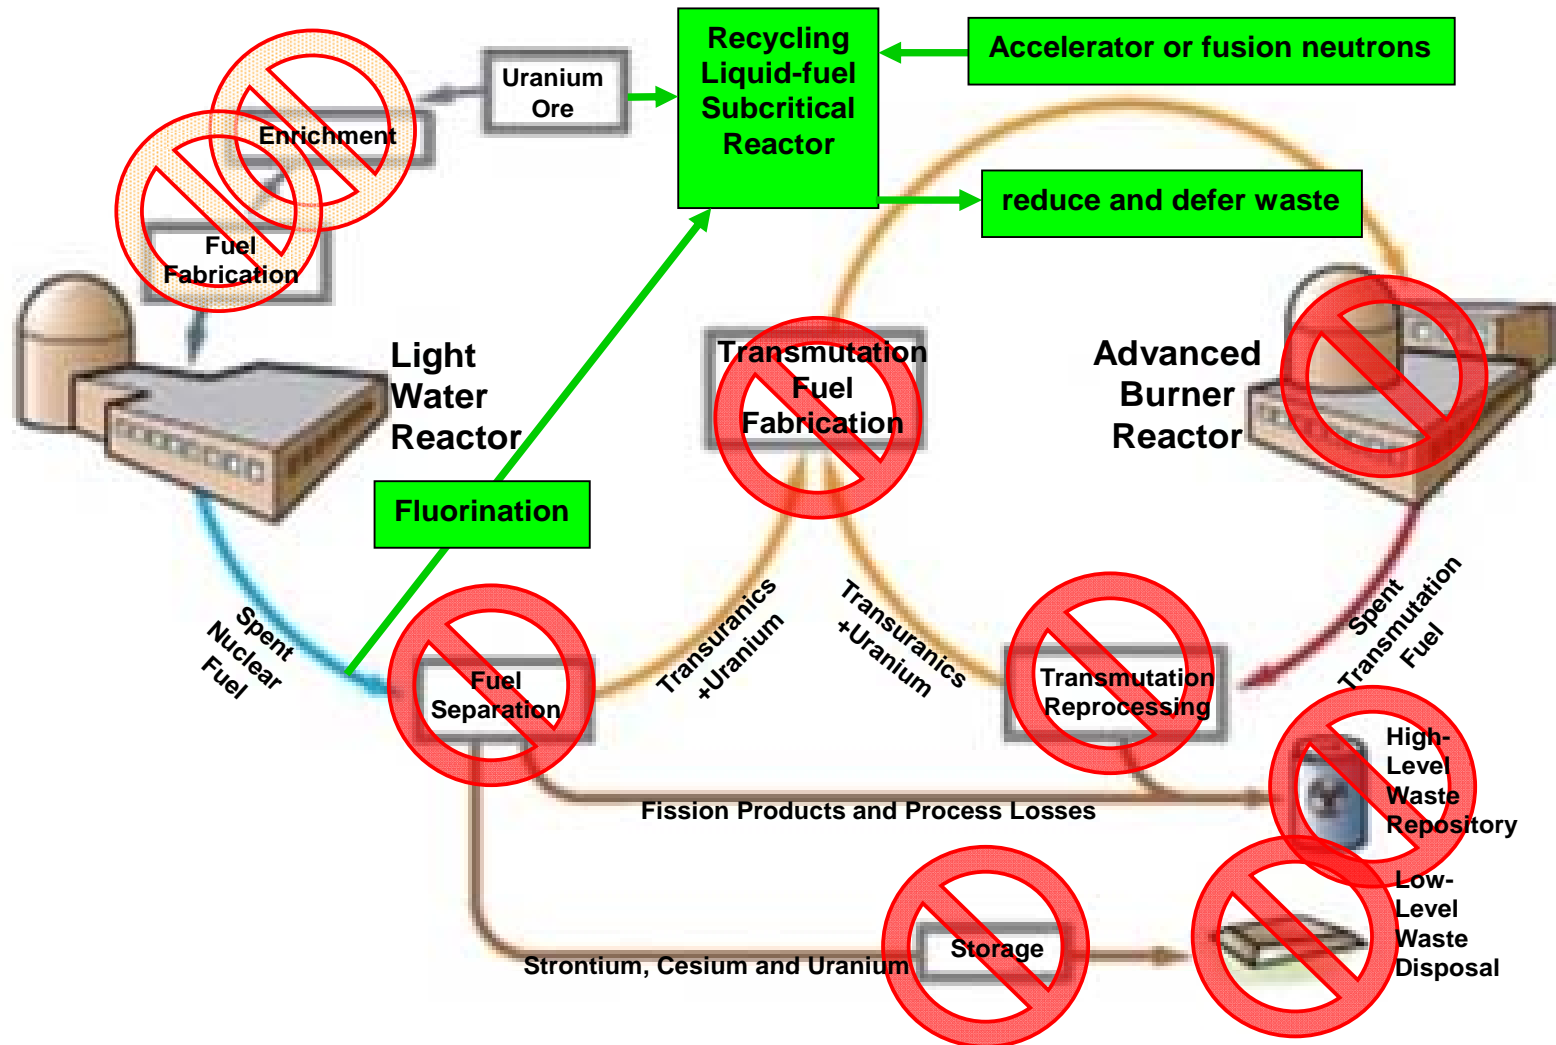 Recycling
Liquid-fuel
Subcritical
Reactor
Accelerator or fusion neutrons
Uranium
Ore
Enrichment
reduce and defer waste
Fuel
Fabrication
Light
Water
Reactor
Transmutation
Fuel
Fabrication
Advanced
Burner
Reactor
Fluorination
Spent
Nuclear
Fuel
Transuranics
+Uranium
Transuranics
+Uranium
Spent
Transmutation
Fuel
Fuel
Separation
Transmutation
Reprocessing
High-
Level
Waste
Repository
Fission Products and Process Losses
Low-
Level
Waste
Disposal
Storage
Strontium, Cesium and Uranium